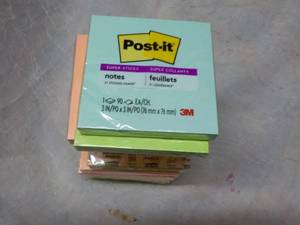 Post-it
SUPER STICKY SUPER COLLANTS
notes feuillets
1 90 EA/CH.
3 IN/PO x 3 IN/PO (76 mm x 76 mm)
3M